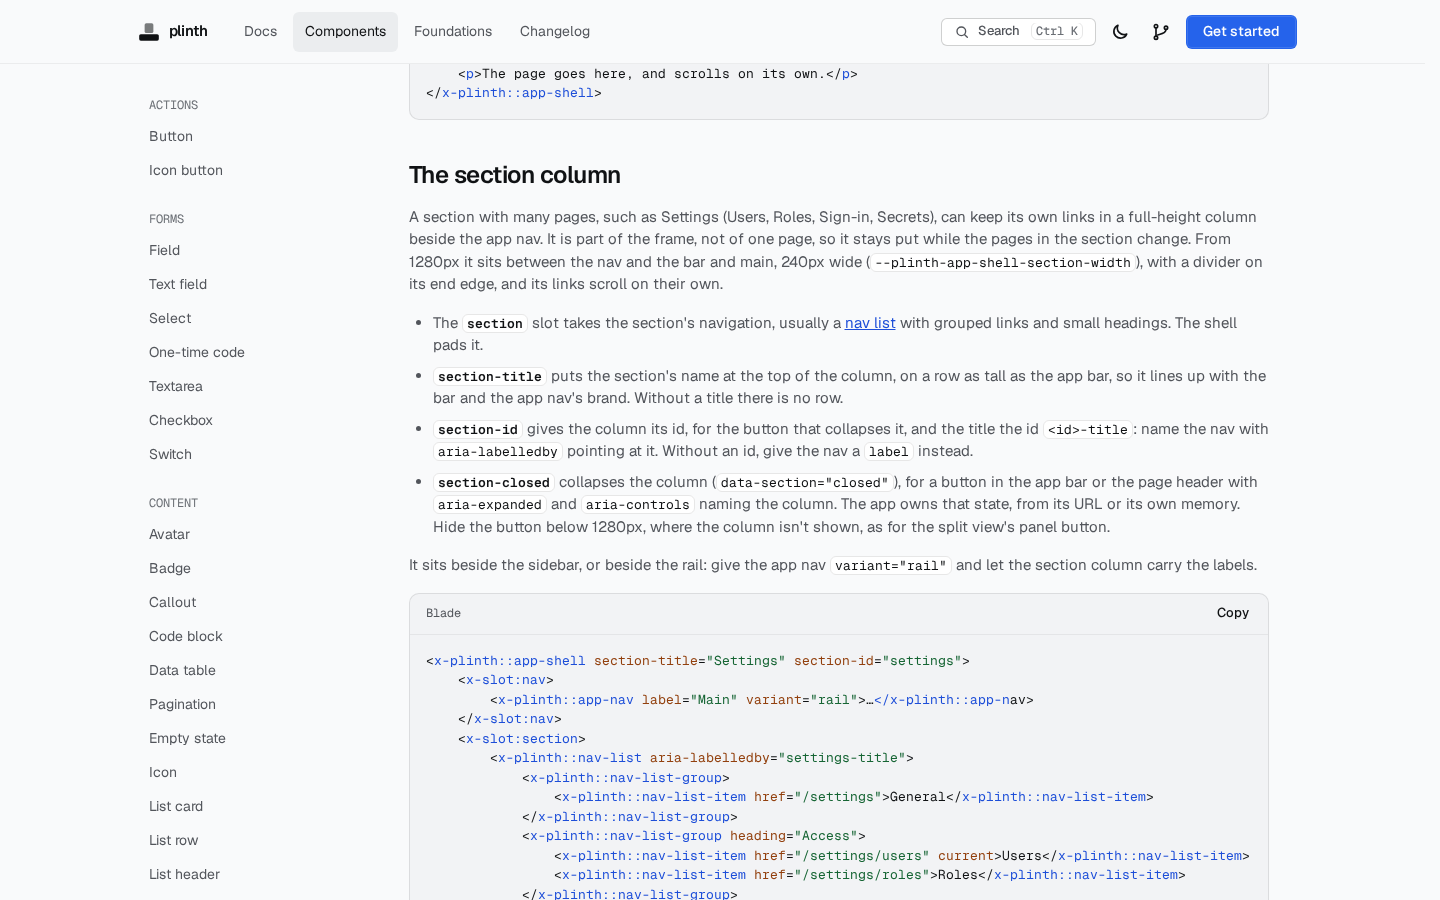 plinth
Docs
Components
Foundations
Changelog
Search
Ctrl K
Get started
ACTIONS
Button
Icon button
FORMS
Field
Text field
Select
One-time code
Textarea
Checkbox
Switch
CONTENT
Avatar
Badge
Callout
Code block
Data table
Pagination
Empty state
Icon
List card
List row
List header
<p>The page goes here, and scrolls on its own.</p>
</x-plinth::app-shell>
The section column
A section with many pages, such as Settings (Users, Roles, Sign-in, Secrets), can keep its own links in a full-height column
beside the app nav. It is part of the frame, not of one page, so it stays put while the pages in the section change. From
1280px it sits between the nav and the bar and main, 240px wide (--plinth-app-shell-section-width), with a divider on
its end edge, and its links scroll on their own.
The section slot takes the section's navigation, usually a nav list with grouped links and small headings. The shell
pads it.
section-title puts the section's name at the top of the column, on a row as tall as the app bar, so it lines up with the
bar and the app nav's brand. Without a title there is no row.
section-id gives the column its id, for the button that collapses it, and the title the id <id>-title: name the nav with
aria-labelledby pointing at it. Without an id, give the nav a label instead.
section-closed collapses the column (data-section="closed"), for a button in the app bar or the page header with
aria-expanded and aria-controls naming the column. The app owns that state, from its URL or its own memory.
Hide the button below 1280px, where the column isn't shown, as for the split view's panel button.
It sits beside the sidebar, or beside the rail: give the app nav variant="rail" and let the section column carry the labels.
Blade
Copy
<x-plinth::app-shell section-title="Settings" section-id="settings">
<x-slot:nav>
<x-plinth::app-nav label="Main" variant="rail">…</x-plinth::app-nav>
</x-slot:nav>
<x-slot:section>
<x-plinth::nav-list aria-labelledby="settings-title">
<x-plinth::nav-list-group>
<x-plinth::nav-list-item href="/settings">General</x-plinth::nav-list-item>
</x-plinth::nav-list-group>
<x-plinth::nav-list-group heading="Access">
<x-plinth::nav-list-item href="/settings/users" current>Users</x-plinth::nav-list-item>
<x-plinth::nav-list-item href="/settings/roles">Roles</x-plinth::nav-list-item>
</x-plinth::nav-list-group>